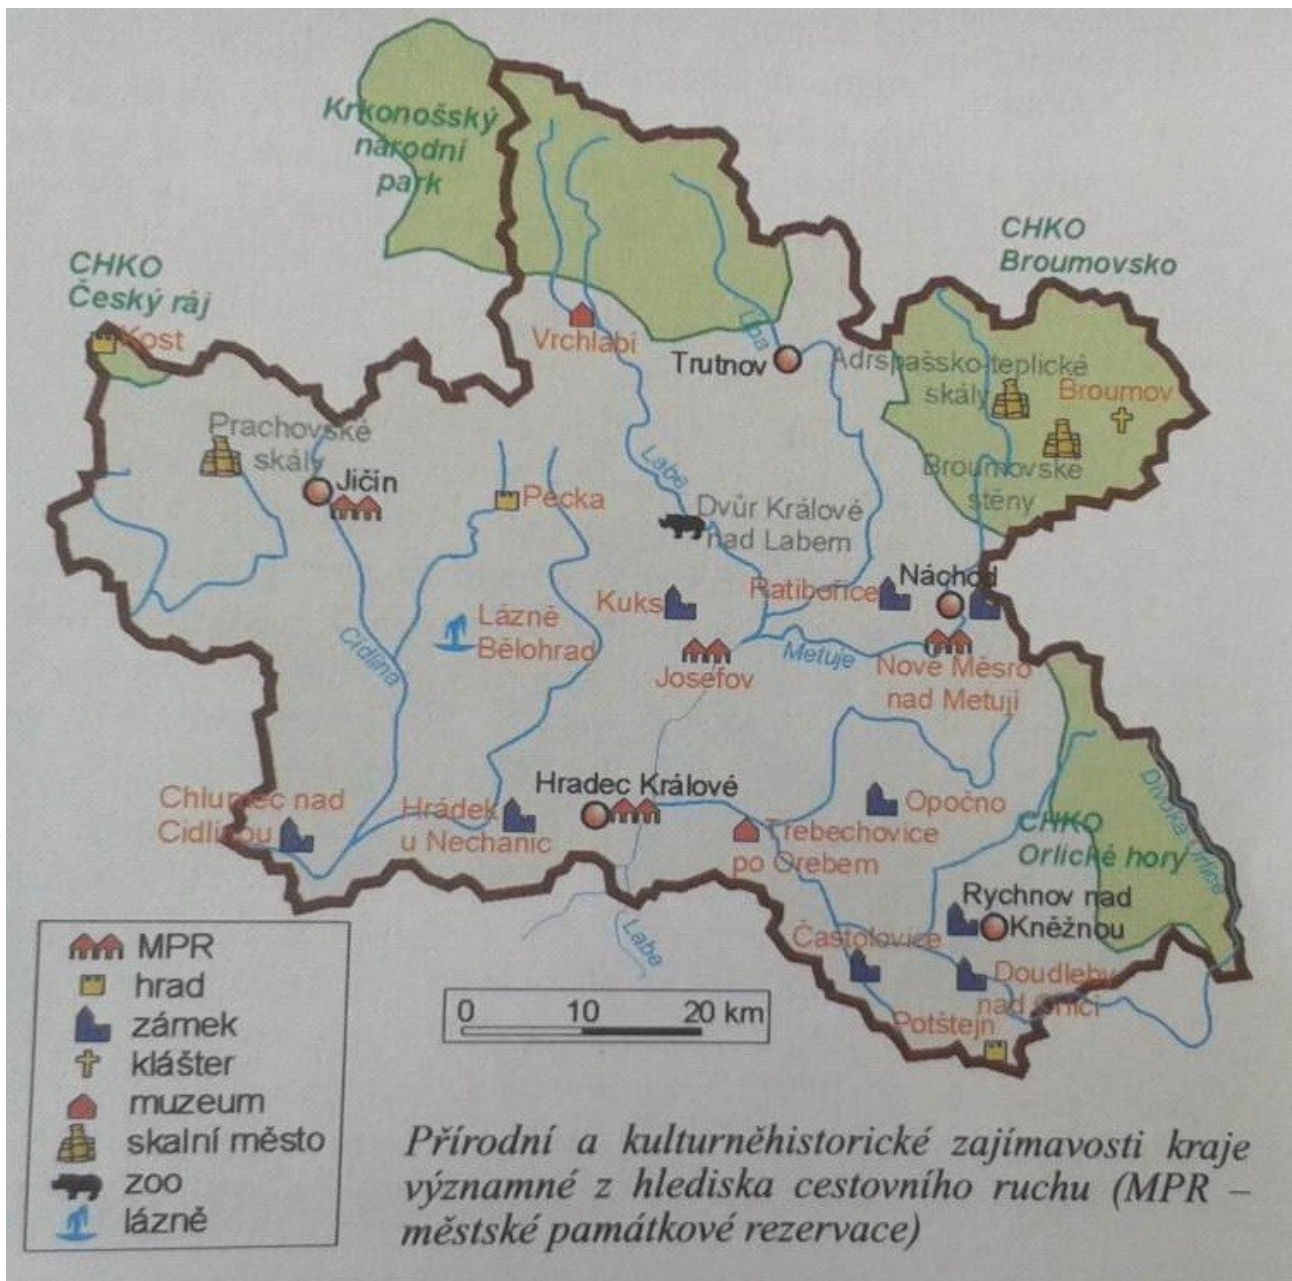 Krkonošský
národní
park
CHKO
Český ráj
CHKO
Broumovsko
Kost
Vrchlabí
Úpa
Trutnov
Adršpašsko-teplické
skály
Broumov
Prachovské
skály
Jičín
Broumovské
stěny
Pecka
Labe
Dvůr Králové
nad Labem
Náchod
Ratibořice
Kuks
Lázně
Bělohrad
Cidlina
Metuje
Josefov
Nové Měsro
nad Metují
Hradec Králové
Divoká Orlice
Chlumec nad
Cidlinou
Hrádek
u Nechanic
Opočno
Třebechovice
po Orebem
CHKO
Orlické hory
Rychnov nad
Kněžnou
Častolovice
Labe
Doudleby
nad Orlicí
Potštejn
MPR
hrad
zámek
klášter
muzeum
skalní město
zoo
lázně
0 10 20 km
Přírodní a kulturněhistorické zajímavosti kraje
významné z hlediska cestovního ruchu (MPR –
městské památkové rezervace)